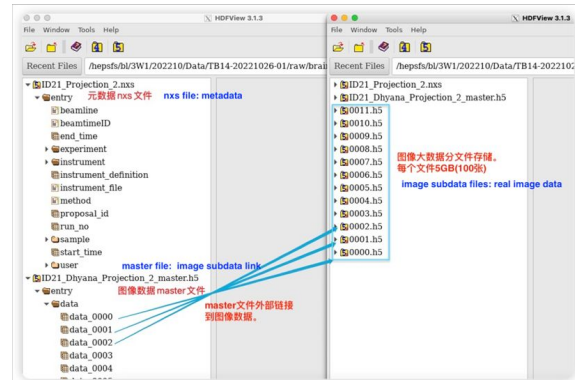 HDFView 3.1.3
File Window Tools Help
Recent Files /hepsfs/bl/3W1/202210/Data/TB14-20221026-01/raw/brai
ID21_Projection_2.nxs
entry 元数据nxs文件 nxs file: metadata
beamline
beamtimeID
end_time
experiment
instrument
instrument_definition
instrument_file
method
proposal_id
run_no
sample
start_time
user
master file: image subdata link
ID21_Dhyana_Projection_2_master.h5
entry 图像数据master文件
data
data_0000
data_0001
data_0002
data_0003
data_0004
master文件外部链接
到图像数据。
HDFView 3.1.3
File Window Tools Help
Recent Files /hepsfs/bl/3W1/202210/Data/TB14-202210
ID21_Projection_2.nxs
ID21_Dhyana_Projection_2_master.h5
0011.h5
0010.h5
0009.h5
0008.h5
0007.h5
0006.h5
0005.h5
0004.h5
0003.h5
0002.h5
0001.h5
0000.h5
图像大数据分文件存储。
每个文件5GB(100张)
image subdata files: real image data